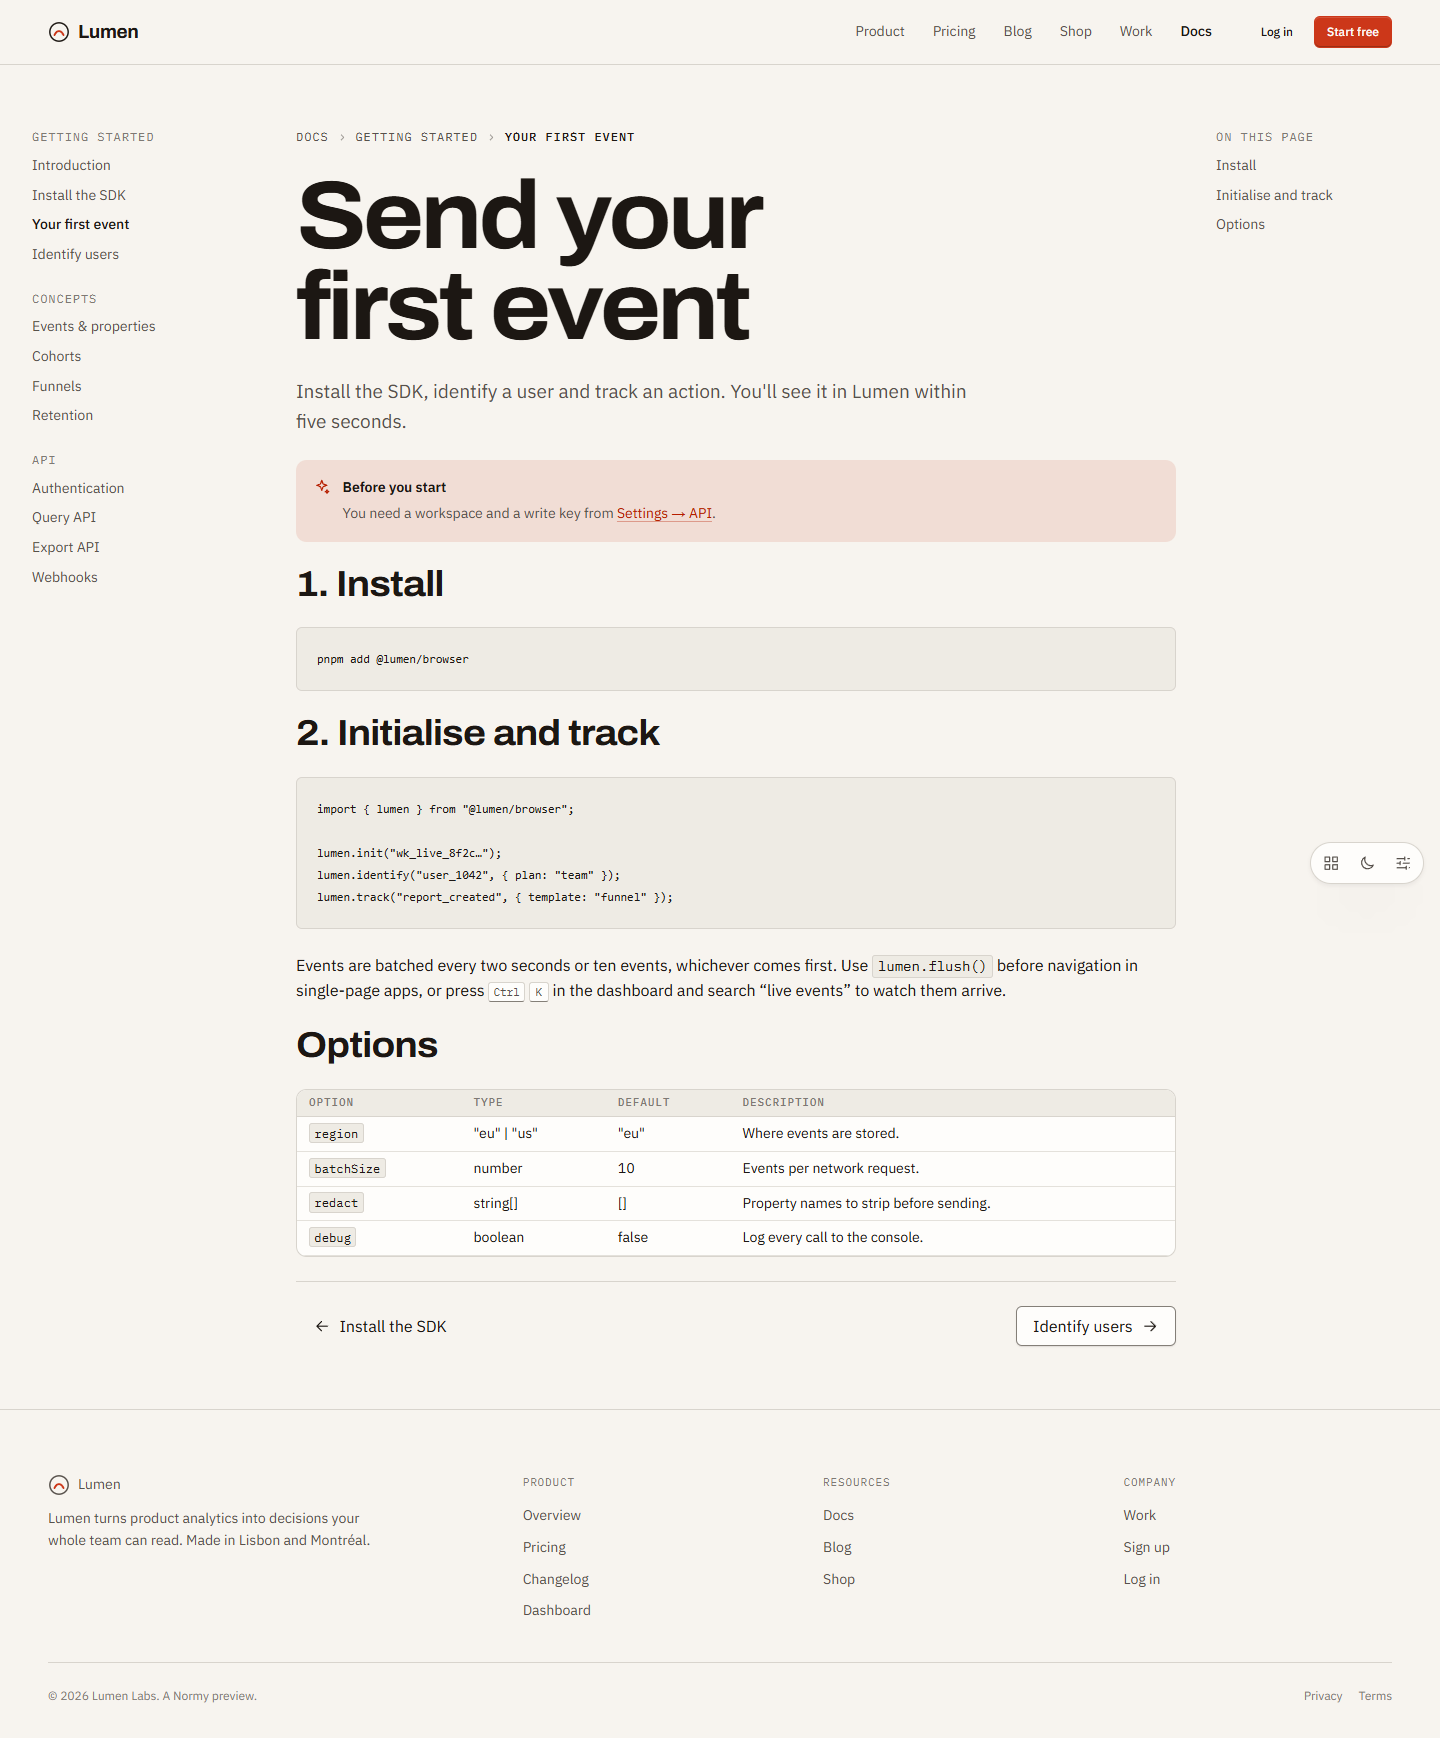 Lumen
Product Pricing Blog Shop Work Docs Log in Start free
GETTING STARTED
Introduction
Install the SDK
Your first event
Identify users
CONCEPTS
Events & properties
Cohorts
Funnels
Retention
API
Authentication
Query API
Export API
Webhooks
DOCS › GETTING STARTED › YOUR FIRST EVENT
Send your
first event
Install the SDK, identify a user and track an action. You'll see it in Lumen within
five seconds.
Before you start
You need a workspace and a write key from Settings → API.
1. Install
pnpm add @lumen/browser
2. Initialise and track
import { lumen } from "@lumen/browser";
lumen.init("wk_live_8f2c…");
lumen.identify("user_1042", { plan: "team" });
lumen.track("report_created", { template: "funnel" });
Events are batched every two seconds or ten events, whichever comes first. Use lumen.flush() before navigation in
single-page apps, or press Ctrl K in the dashboard and search “live events” to watch them arrive.
Options
OPTION TYPE DEFAULT DESCRIPTION
region "eu" | "us" "eu" Where events are stored.
batchSize number 10 Events per network request.
redact string[] [] Property names to strip before sending.
debug boolean false Log every call to the console.
← Install the SDK
Identify users →
ON THIS PAGE
Install
Initialise and track
Options
Lumen
Lumen turns product analytics into decisions your
whole team can read. Made in Lisbon and Montréal.
PRODUCT
Overview
Pricing
Changelog
Dashboard
RESOURCES
Docs
Blog
Shop
COMPANY
Work
Sign up
Log in
© 2026 Lumen Labs. A Normy preview.
Privacy Terms